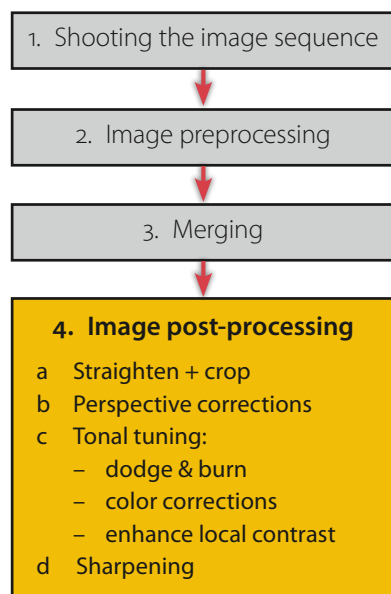 1. Shooting the image sequence
2. Image preprocessing
3. Merging
4. Image post-processing
a Straighten + crop
b Perspective corrections
c Tonal tuning:
– dodge & burn
– color corrections
– enhance local contrast
d Sharpening